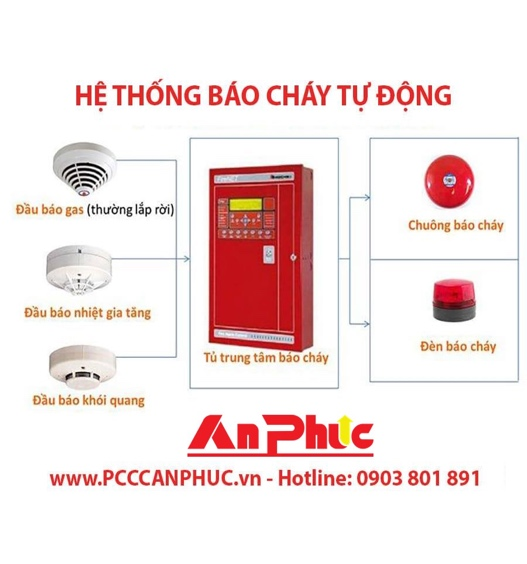 HỆ THỐNG BÁO CHÁY TỰ ĐỘNG
Đầu báo gas (thường lắp rời)
Đầu báo nhiệt gia tăng
Đầu báo khói quang
Tủ trung tâm báo cháy
Chuông báo cháy
Đèn báo cháy
An Phúc
www.PCCCANPHUC.vn - Hotline: 0903 801 891